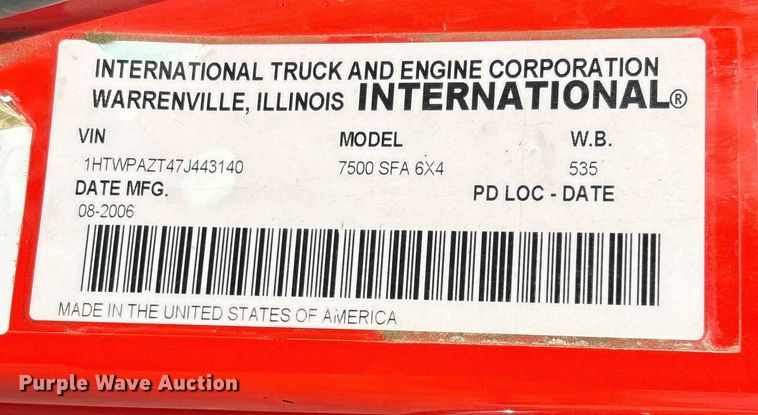 INTERNATIONAL TRUCK AND ENGINE CORPORATION
WARRENVILLE, ILLINOIS INTERNATIONAL®
VIN MODEL W.B.
1HTWPAZT47J443140 7500 SFA 6X4 535
DATE MFG. PD LOC - DATE
08-2006
MADE IN THE UNITED STATES OF AMERICA
Purple Wave Auction